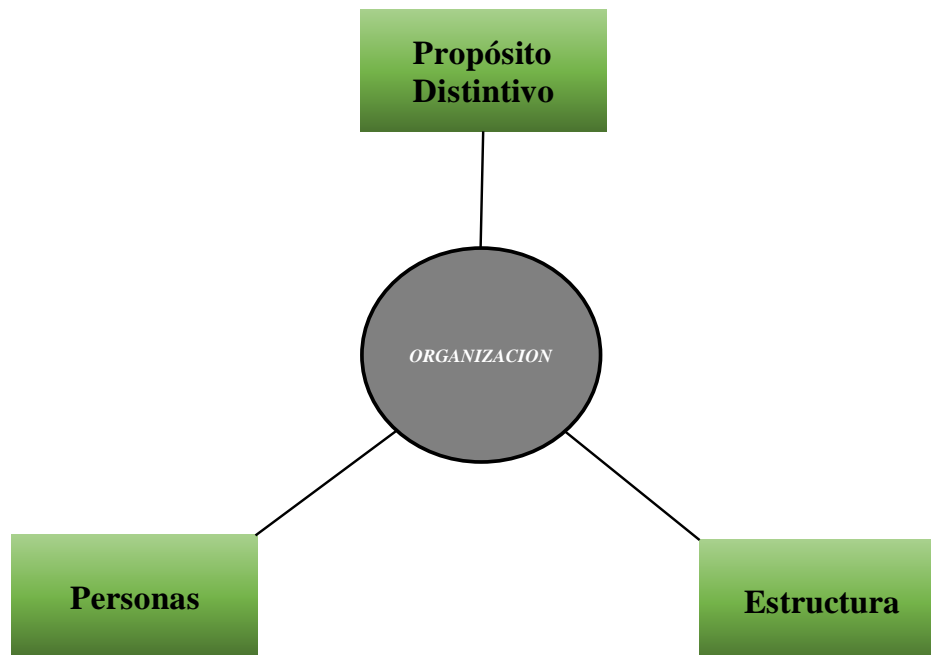 Propósito
Distintivo
ORGANIZACION
Personas
Estructura